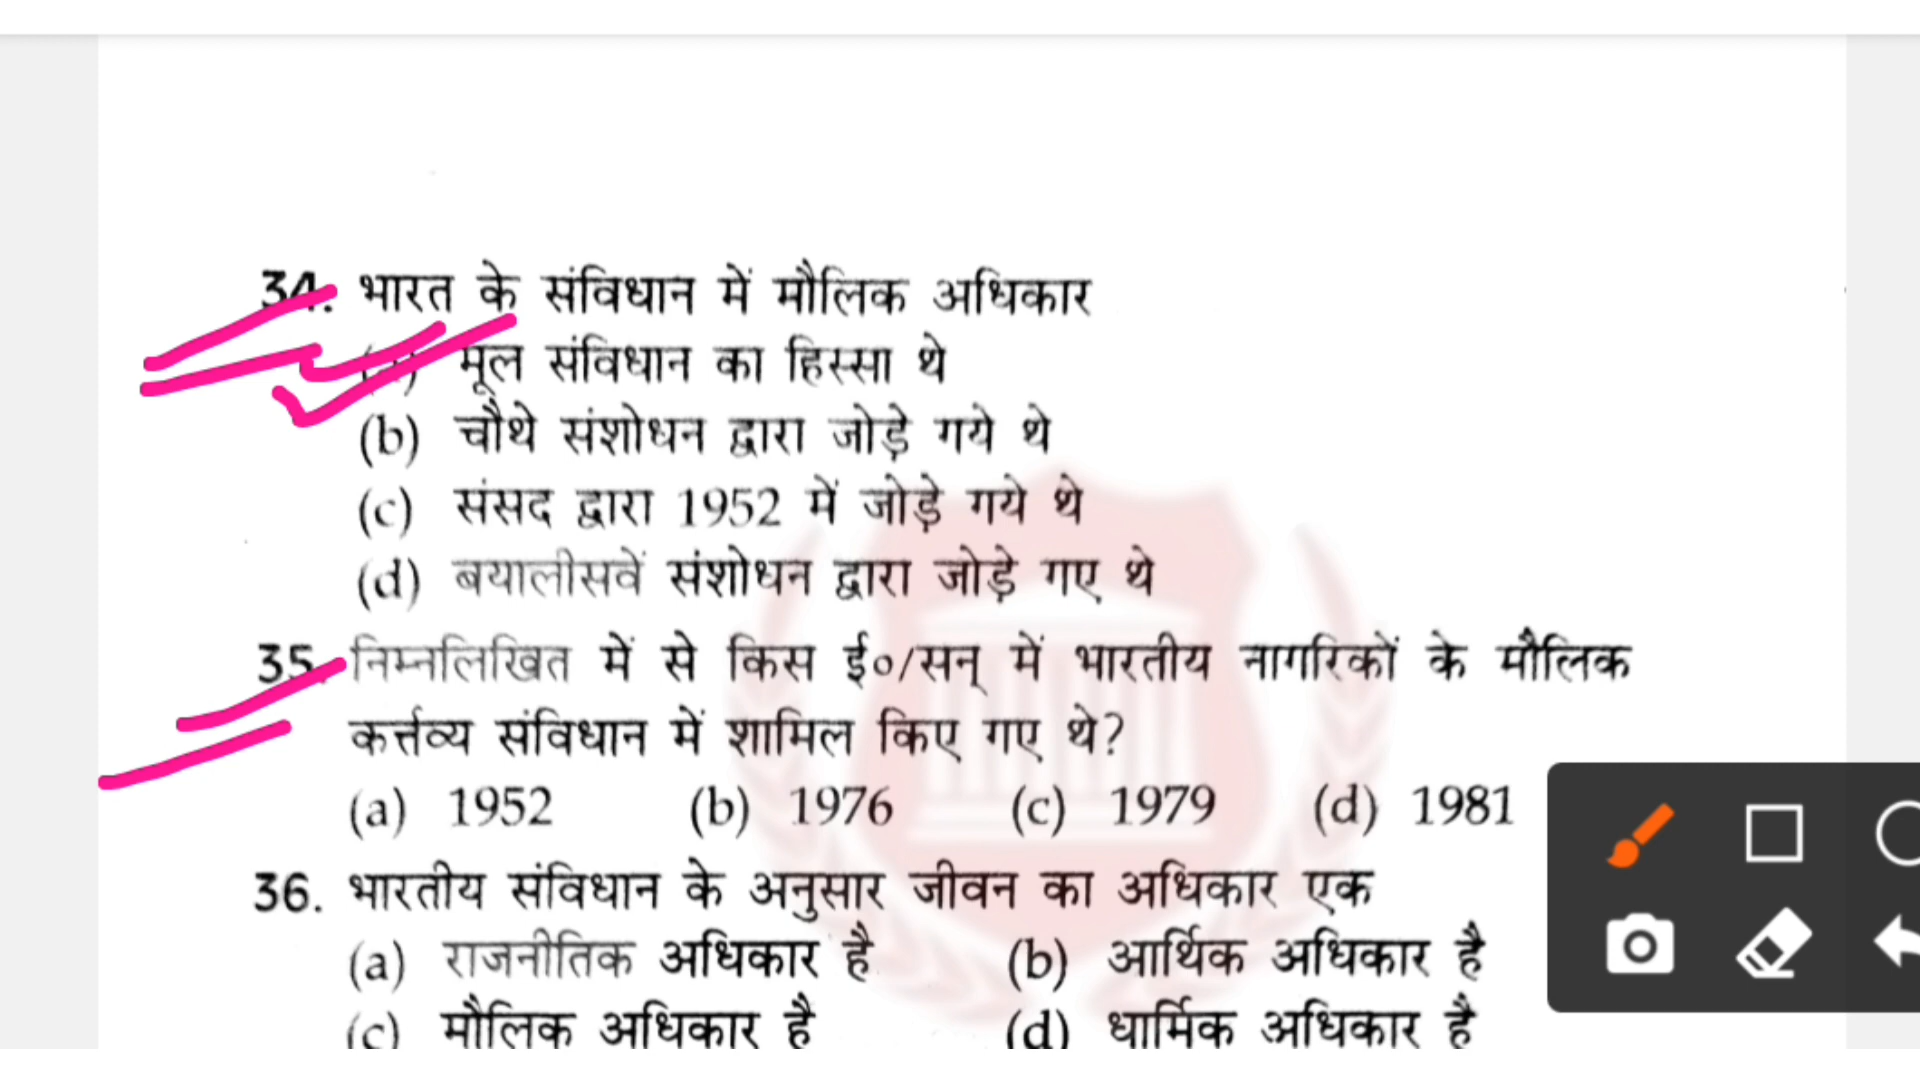 34. भारत के संविधान में मौलिक अधिकार
(a) मूल संविधान का हिस्सा थे
(b) चौथे संशोधन द्वारा जोड़े गये थे
(c) संसद द्वारा 1952 में जोड़े गये थे
(d) बयालीसवें संशोधन द्वारा जोड़े गए थे
35. निम्नलिखित में से किस ई०/सन् में भारतीय नागरिकों के मौलिक
कर्त्तव्य संविधान में शामिल किए गए थे?
(a) 1952 (b) 1976 (c) 1979 (d) 1981
36. भारतीय संविधान के अनुसार जीवन का अधिकार एक
(a) राजनीतिक अधिकार है (b) आर्थिक अधिकार है
(c) मौलिक अधिकार है (d) धार्मिक अधिकार है